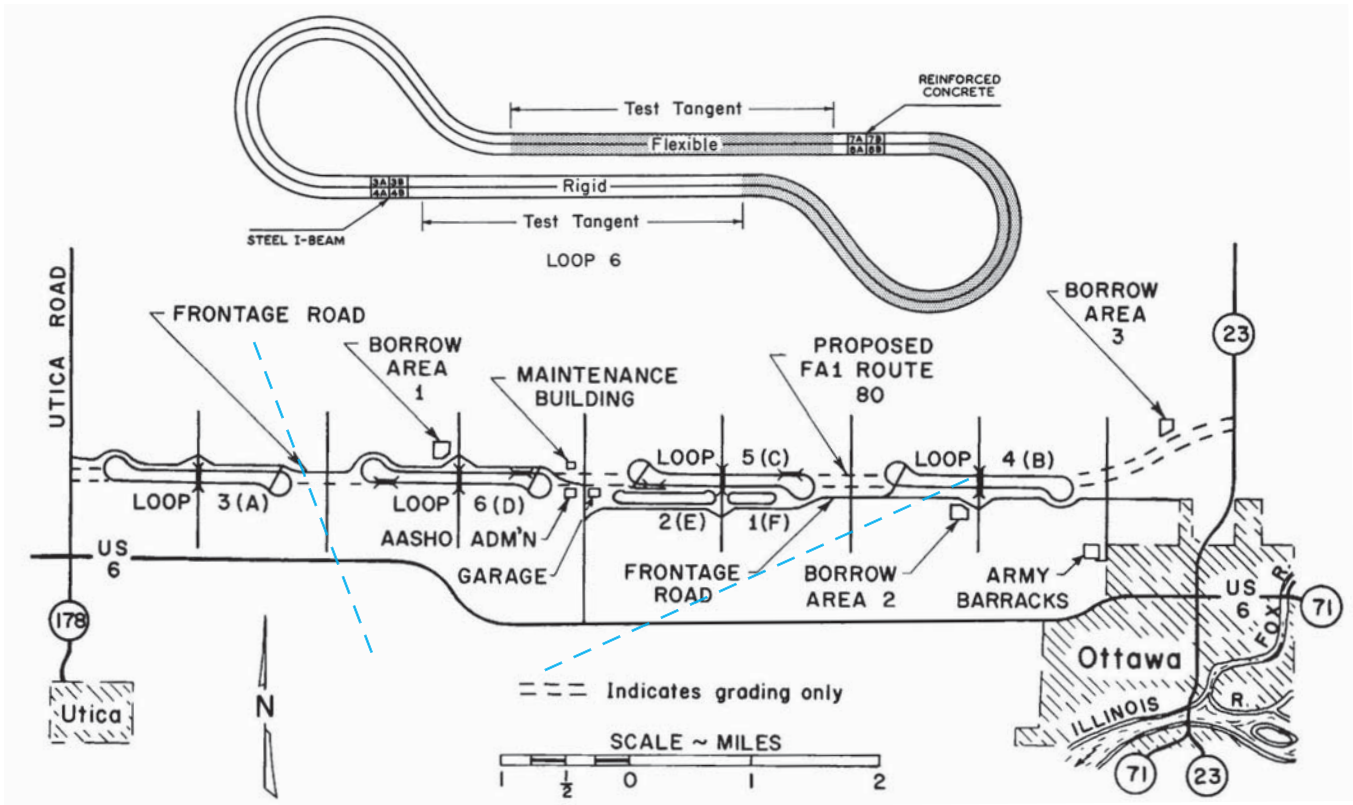 REINFORCED
CONCRETE
Test Tangent
Flexible
7A 7B
8A 8B
3A 3B
4A 4B
Rigid
Test Tangent
STEEL I-BEAM
LOOP 6
UTICA ROAD
FRONTAGE ROAD
BORROW
AREA
1
MAINTENANCE
BUILDING
PROPOSED
FA1 ROUTE
80
BORROW
AREA
3
23
LOOP 3 (A)
LOOP 6 (D)
LOOP 5 (C)
LOOP 4 (B)
2 (E) 1 (F)
AASHO ADM'N
GARAGE
FRONTAGE
ROAD
BORROW
AREA 2
ARMY
BARRACKS
US
6
US
6
71
178
FOX R.
Ottawa
Utica
N
Indicates grading only
ILLINOIS R.
SCALE ~ MILES
1 1/2 0 1 2
71
23